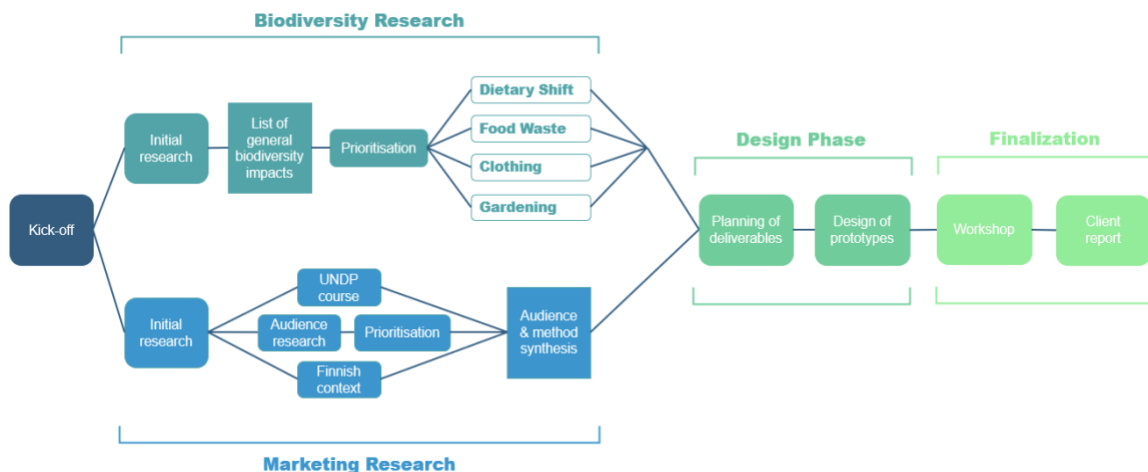 Biodiversity Research
Dietary Shift
Initial
research
List of
general
biodiversity
impacts
Prioritisation
Food Waste
Clothing
Gardening
Design Phase
Finalization
Kick-off
Planning of
deliverables
Design of
prototypes
Workshop
Client
report
Initial
research
UNDP
course
Audience
research
Prioritisation
Finnish
context
Audience
& method
synthesis
Marketing Research